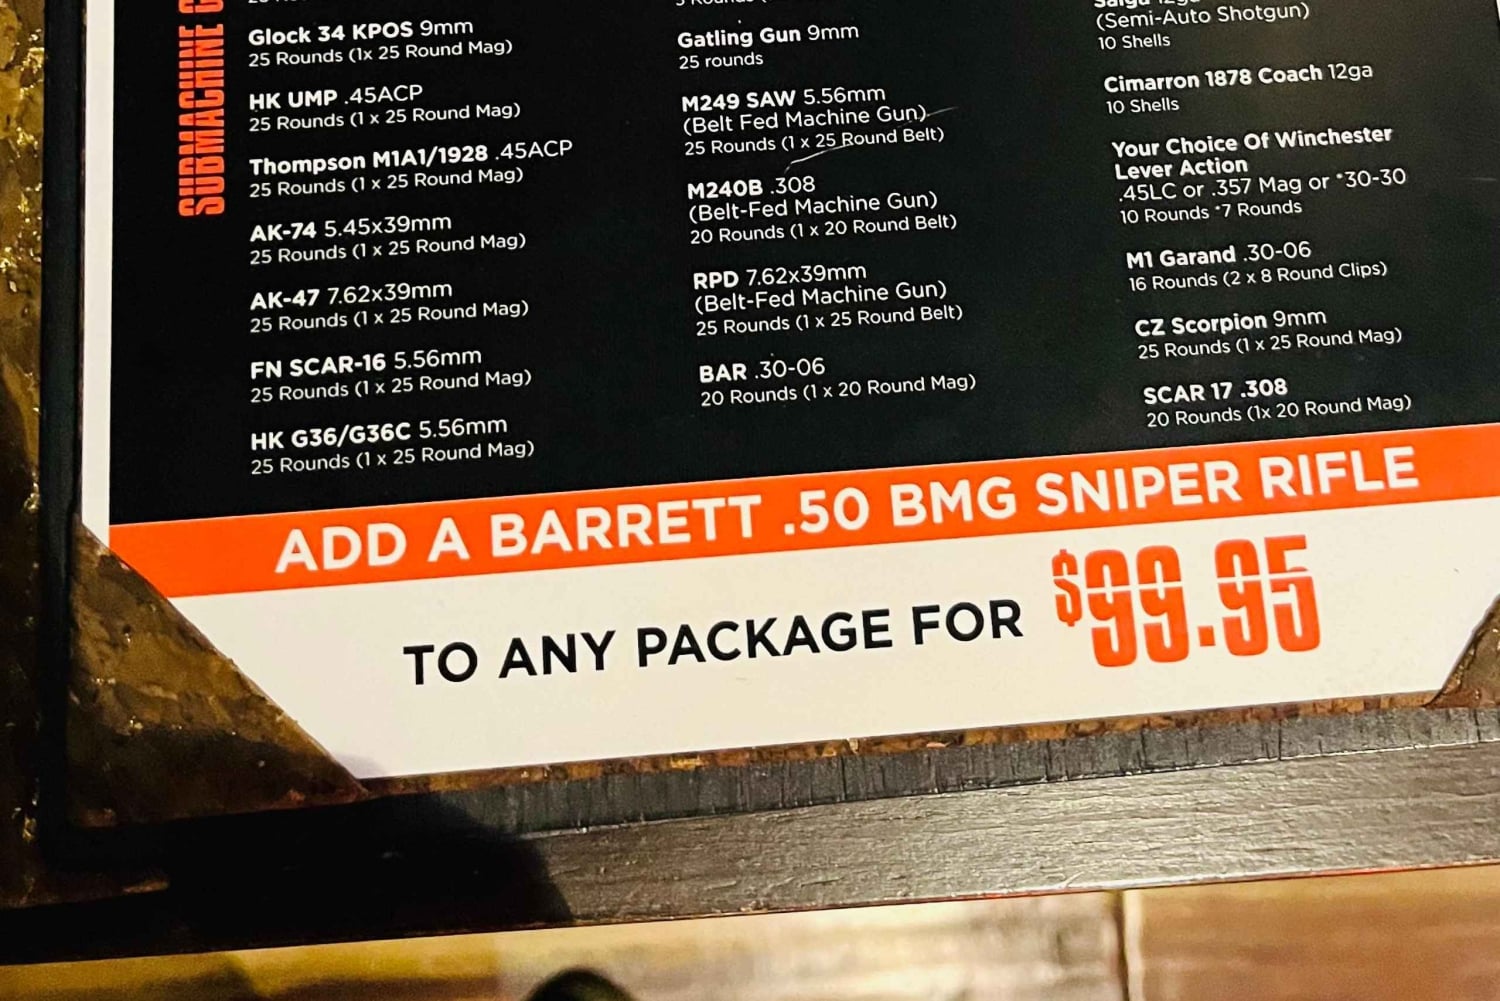 SUBMACHINE
Glock 34 KPOS 9mm
25 Rounds (1x 25 Round Mag)
HK UMP .45ACP
25 Rounds (1 x 25 Round Mag)
Thompson M1A1/1928 .45ACP
25 Rounds (1 x 25 Round Mag)
AK-74 5.45x39mm
25 Rounds (1 x 25 Round Mag)
AK-47 7.62x39mm
25 Rounds (1 x 25 Round Mag)
FN SCAR-16 5.56mm
25 Rounds (1 x 25 Round Mag)
HK G36/G36C 5.56mm
25 Rounds (1 x 25 Round Mag)
Gatling Gun 9mm
25 rounds
M249 SAW 5.56mm
(Belt Fed Machine Gun)
25 Rounds (1 x 25 Round Belt)
M240B .308
(Belt-Fed Machine Gun)
20 Rounds (1 x 20 Round Belt)
RPD 7.62x39mm
(Belt-Fed Machine Gun)
25 Rounds (1 x 25 Round Belt)
BAR .30-06
20 Rounds (1 x 20 Round Mag)
(Semi-Auto Shotgun)
10 Shells
Cimarron 1878 Coach 12ga
10 Shells
Your Choice Of Winchester
Lever Action
.45LC or .357 Mag or *30-30
10 Rounds *7 Rounds
M1 Garand .30-06
16 Rounds (2 x 8 Round Clips)
CZ Scorpion 9mm
25 Rounds (1 x 25 Round Mag)
SCAR 17 .308
20 Rounds (1x 20 Round Mag)
ADD A BARRETT .50 BMG SNIPER RIFLE
TO ANY PACKAGE FOR $99.95